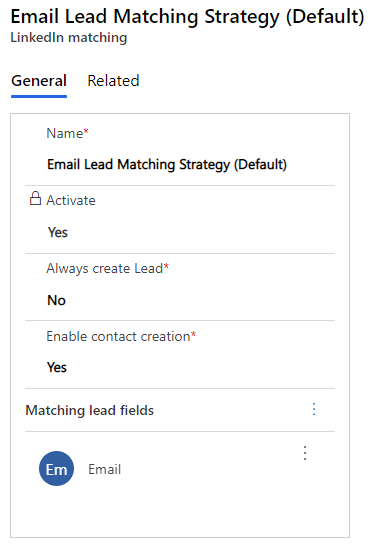 Email Lead Matching Strategy (Default)
LinkedIn matching
General Related
Name*
Email Lead Matching Strategy (Default)
Activate
Yes
Always create Lead*
No
Enable contact creation*
Yes
Matching lead fields
Em Email